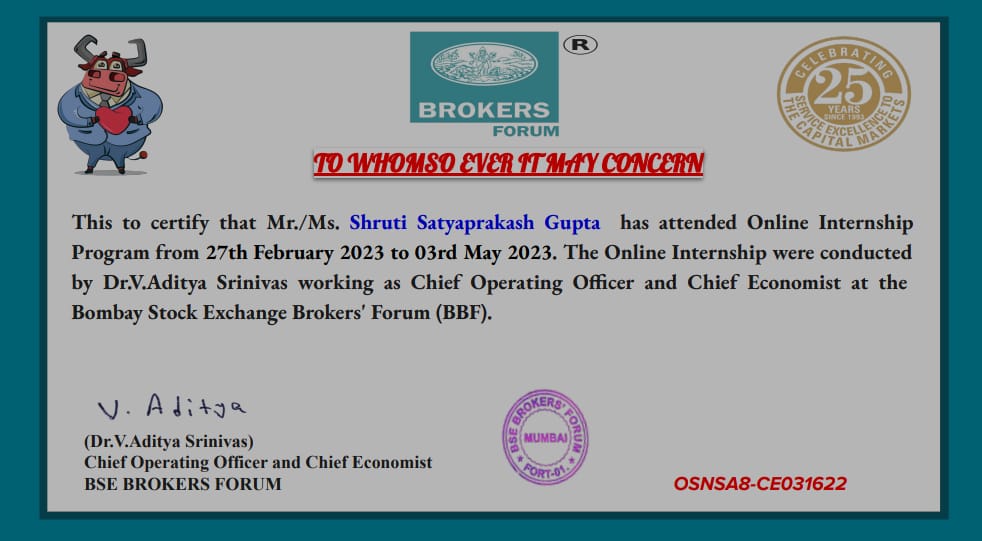 BROKERS
FORUM
®
CELEBRATING
25
YEARS
SINCE 1993
SERVICE EXCELLENCE TO
THE CAPITAL MARKETS
TO WHOMSO EVER IT MAY CONCERN
This to certify that Mr./Ms. Shruti Satyaprakash Gupta has attended Online Internship
Program from 27th February 2023 to 03rd May 2023. The Online Internship were conducted
by Dr.V.Aditya Srinivas working as Chief Operating Officer and Chief Economist at the
Bombay Stock Exchange Brokers' Forum (BBF).
V. Aditya
(Dr.V.Aditya Srinivas)
Chief Operating Officer and Chief Economist
BSE BROKERS FORUM
BSE BROKERS' FORUM
MUMBAI
FORT-01.
OSNSA8-CE031622